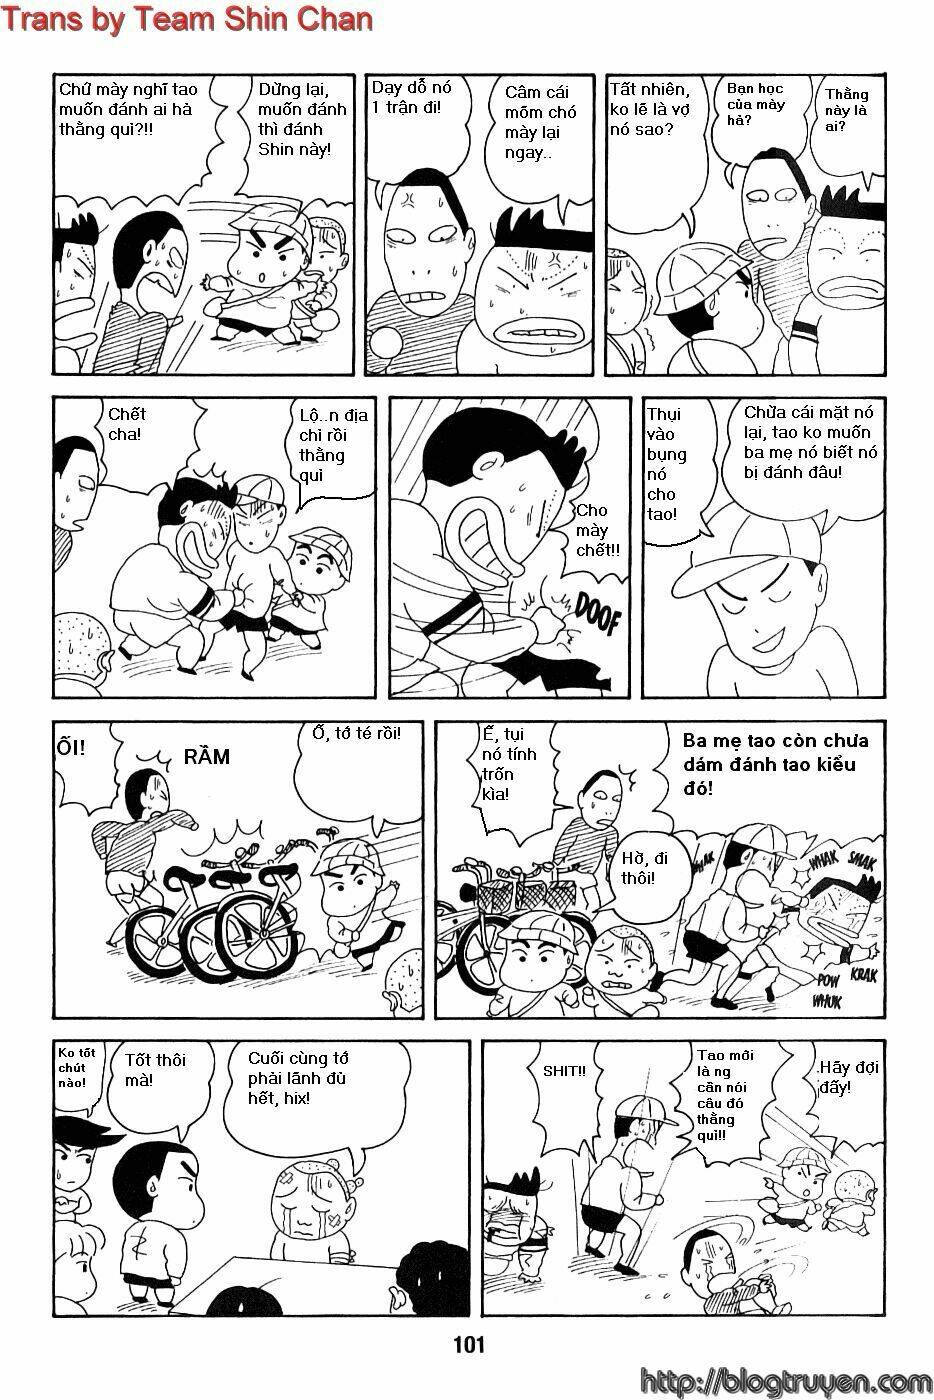 Trans by Team Shin Chan
Chứ mày nghĩ tao
muốn đánh ai hà
thằng quì?!!
Dừng lại,
muốn đánh
thì đánh
Shin này!
Dạy dỗ nó
1 trận đi!
Câm cái
mõm chó
mày lại
ngay..
Tất nhiên,
ko lẽ là vợ
nó sao?
Bạn học
của mày
hả?
Thằng
này là
ai?
Chết
cha!
Lộ..n địa
chỉ rồi
thằng
quì
Cho
mày
chết!!
DOOF
Thụi
vào
bụng
nó
cho
tao!
Chừa cái mặt nó
lại, tao ko muốn
ba mẹ nó biết nó
bị đánh đâu!
ỐI!
RẦM
Ố, tớ té rồi!
Ế, tụi
nó tính
trốn
kìa!
Ba mẹ tao còn chưa
dám đánh tao kiểu
đó!
Hờ, đi
thôi!
WHAK
WHAK
SMAK
POW
KRAK
WHUK
Ko tốt
chút
nào!
Tốt thôi
mà!
Cuối cùng tớ
phải lãnh đủ
hết, hix!
SHIT!!
Tao mới
là ng
cần nói
câu đó
thằng
quì!!
Hãy đợi
đấy!
101
http://blogtruyen.com